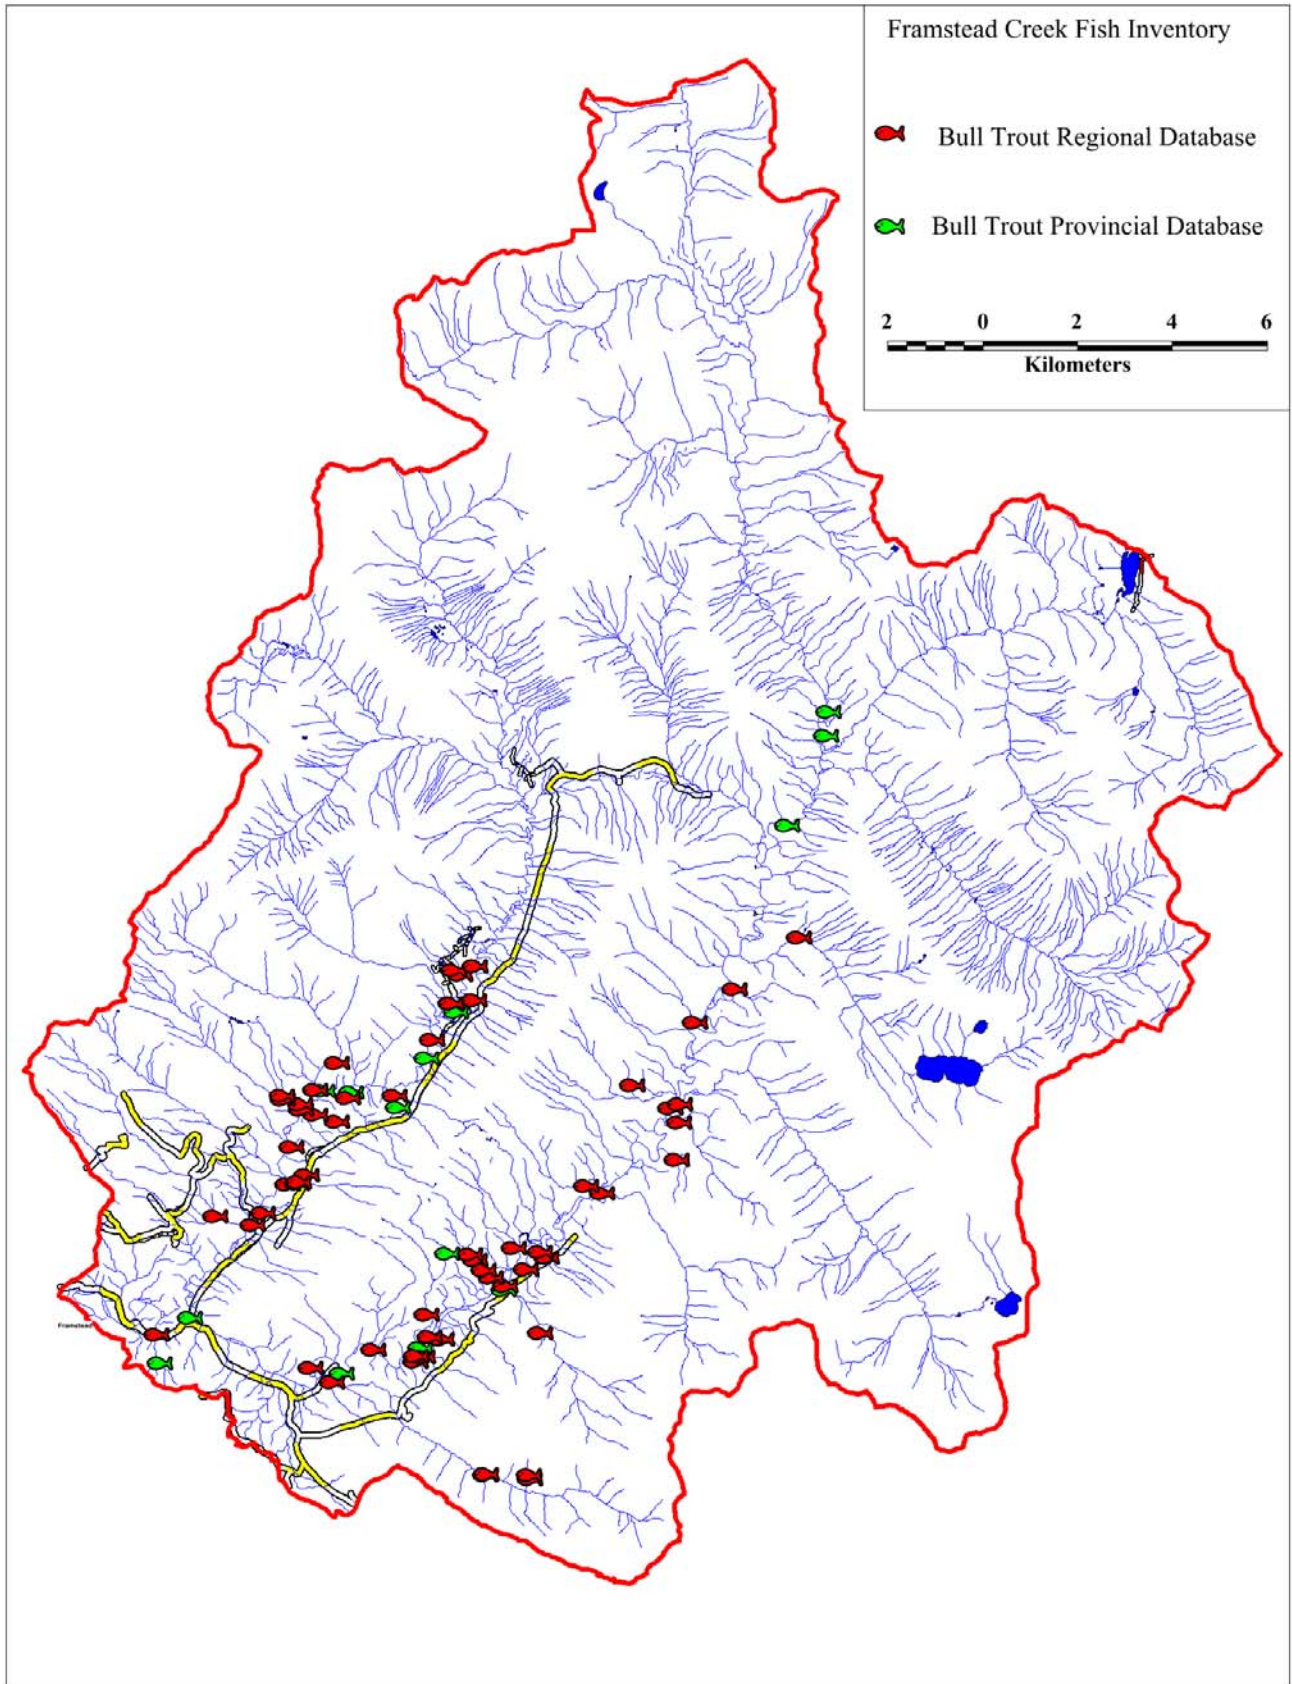 Framstead Creek Fish Inventory
Bull Trout Regional Database
Bull Trout Provincial Database
2 0 2 4 6
Kilometers
Framstead